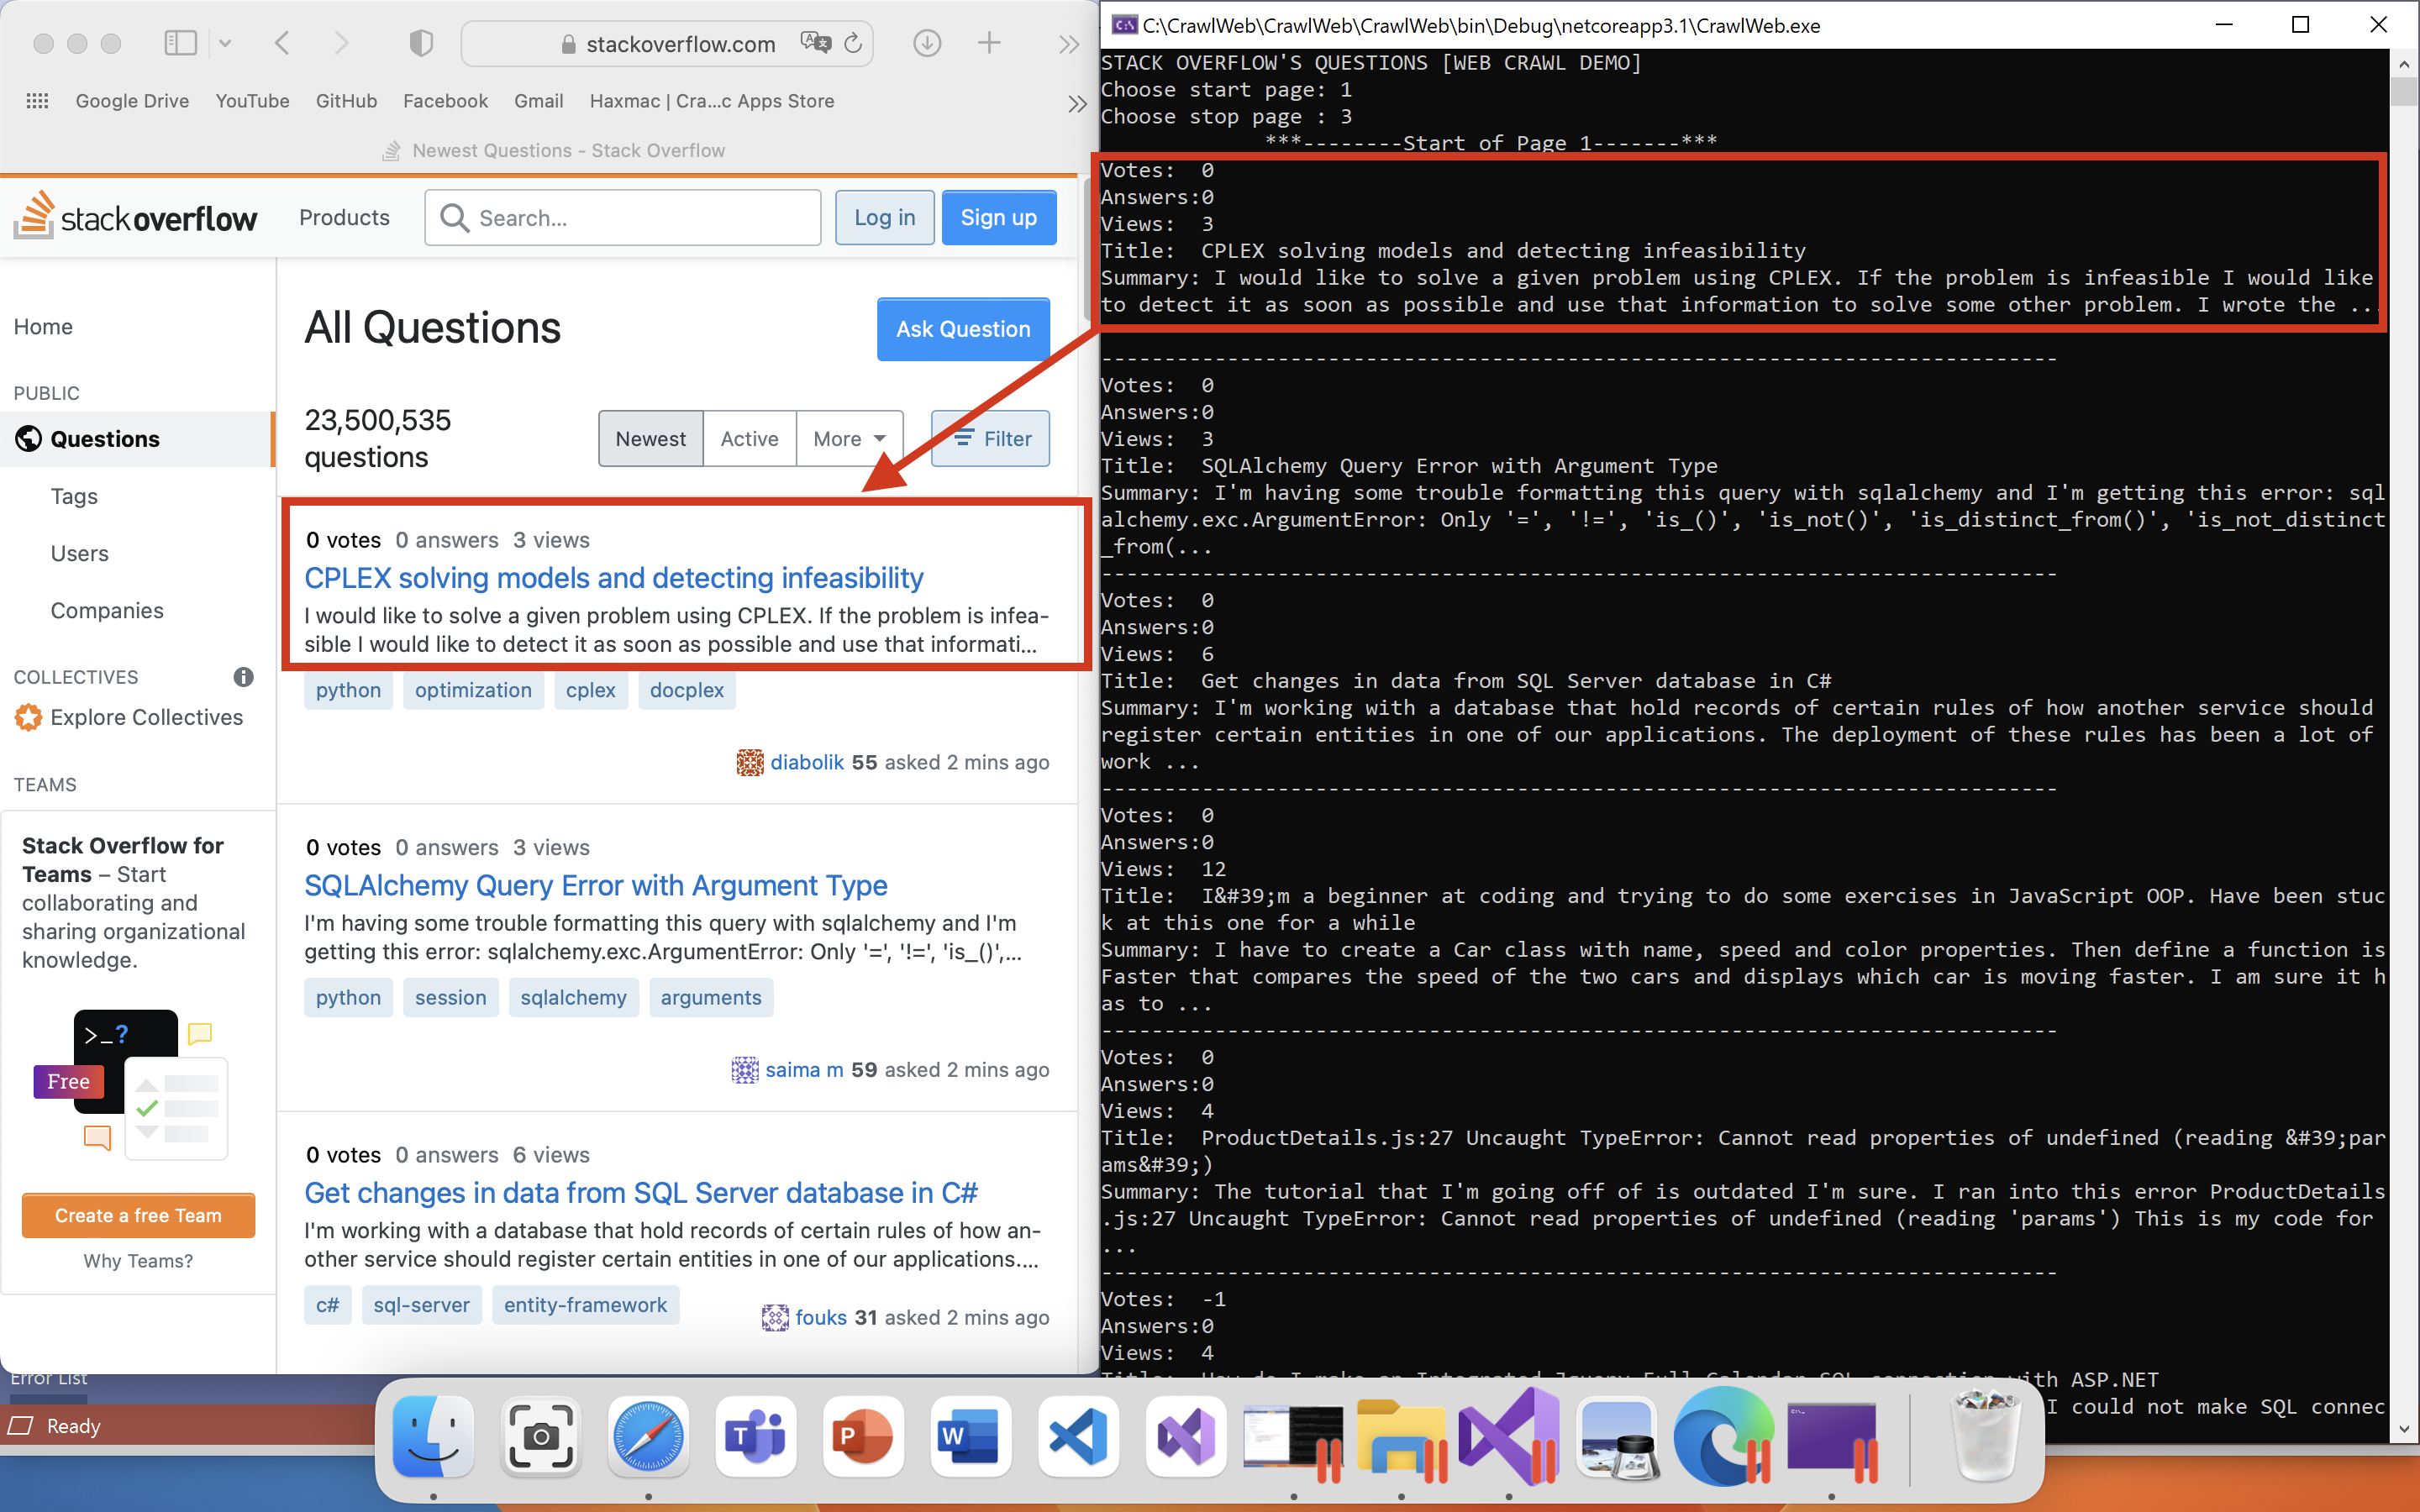 stackoverflow.com
Google Drive YouTube GitHub Facebook Gmail Haxmac | Cra...c Apps Store
Newest Questions - Stack Overflow
stackoverflow Products Search... Log in Sign up
Home
PUBLIC
Questions
Tags
Users
Companies
COLLECTIVES
Explore Collectives
TEAMS
Stack Overflow for
Teams – Start
collaborating and
sharing organizational
knowledge.
>_?
Free
Create a free Team
Why Teams?
All Questions
Ask Question
23,500,535
questions
Newest Active More Filter
0 votes 0 answers 3 views
CPLEX solving models and detecting infeasibility
I would like to solve a given problem using CPLEX. If the problem is infea-
sible I would like to detect it as soon as possible and use that informati...
python optimization cplex docplex
diabolik 55 asked 2 mins ago
0 votes 0 answers 3 views
SQLAlchemy Query Error with Argument Type
I'm having some trouble formatting this query with sqlalchemy and I'm
getting this error: sqlalchemy.exc.ArgumentError: Only '=', '!=', 'is_()',...
python session sqlalchemy arguments
saima m 59 asked 2 mins ago
0 votes 0 answers 6 views
Get changes in data from SQL Server database in C#
I'm working with a database that hold records of certain rules of how an-
other service should register certain entities in one of our applications....
c# sql-server entity-framework
fouks 31 asked 2 mins ago
Error List
Ready
C:\CrawlWeb\CrawlWeb\CrawlWeb\bin\Debug\netcoreapp3.1\CrawlWeb.exe
STACK OVERFLOW'S QUESTIONS [WEB CRAWL DEMO]
Choose start page: 1
Choose stop page : 3
***--------Start of Page 1-------***
Votes: 0
Answers:0
Views: 3
Title: CPLEX solving models and detecting infeasibility
Summary: I would like to solve a given problem using CPLEX. If the problem is infeasible I would like
to detect it as soon as possible and use that information to solve some other problem. I wrote the ...
----------------------------------------------------------------------------
Votes: 0
Answers:0
Views: 3
Title: SQLAlchemy Query Error with Argument Type
Summary: I'm having some trouble formatting this query with sqlalchemy and I'm getting this error: sql
alchemy.exc.ArgumentError: Only '=', '!=', 'is_()', 'is_not()', 'is_distinct_from()', 'is_not_distinct
_from(...
----------------------------------------------------------------------------
Votes: 0
Answers:0
Views: 6
Title: Get changes in data from SQL Server database in C#
Summary: I'm working with a database that hold records of certain rules of how another service should
register certain entities in one of our applications. The deployment of these rules has been a lot of
work ...
----------------------------------------------------------------------------
Votes: 0
Answers:0
Views: 12
Title: I&#39;m a beginner at coding and trying to do some exercises in JavaScript OOP. Have been stuc
k at this one for a while
Summary: I have to create a Car class with name, speed and color properties. Then define a function is
Faster that compares the speed of the two cars and displays which car is moving faster. I am sure it h
as to ...
----------------------------------------------------------------------------
Votes: 0
Answers:0
Views: 4
Title: ProductDetails.js:27 Uncaught TypeError: Cannot read properties of undefined (reading &#39;par
ams&#39;)
Summary: The tutorial that I'm going off of is outdated I'm sure. I ran into this error ProductDetails
.js:27 Uncaught TypeError: Cannot read properties of undefined (reading 'params') This is my code for
...
----------------------------------------------------------------------------
Votes: -1
Answers:0
Views: 4
Title: How do I make an Integrated Jquery Full Calendar SQL connection with ASP.NET
I could not make SQL connec